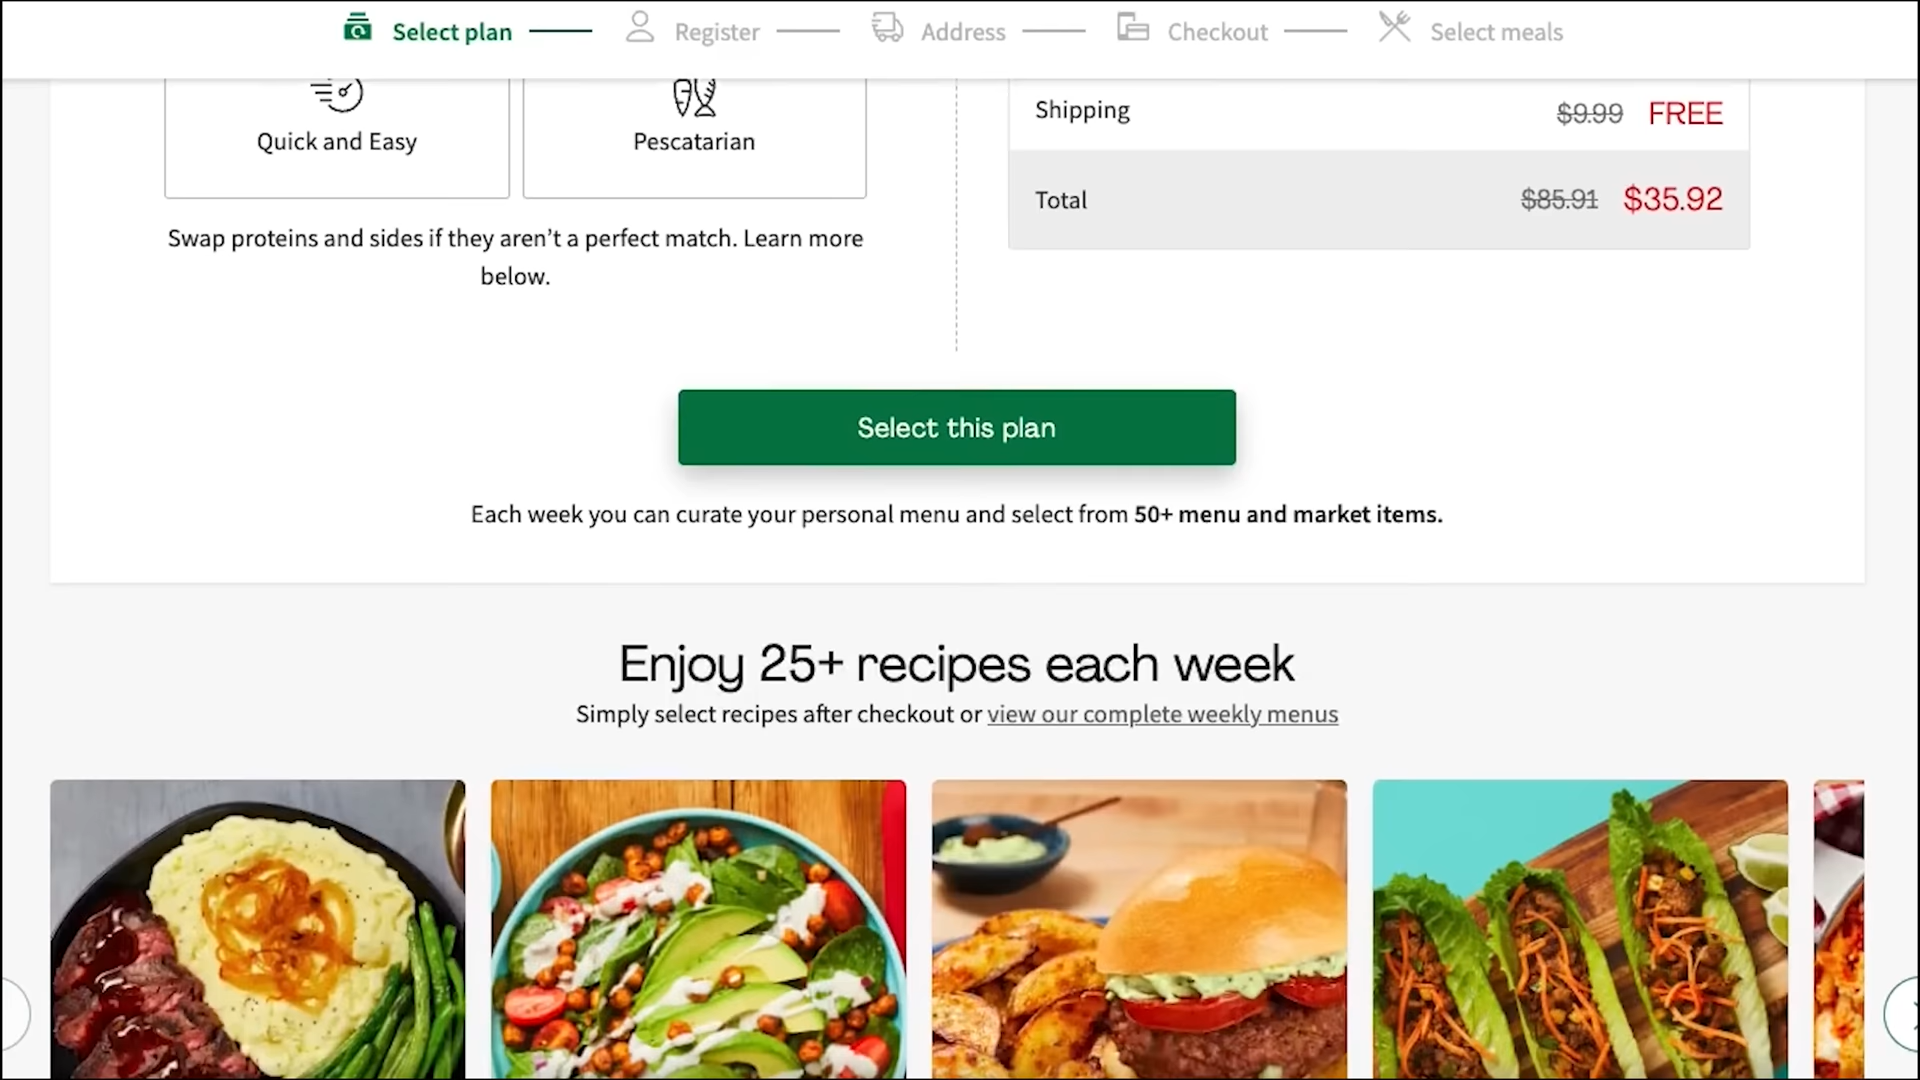 Select plan
Register
Address
Checkout
Select meals
Quick and Easy
Pescatarian
Swap proteins and sides if they aren’t a perfect match. Learn more
below.
Shipping
$9.99 FREE
Total
$85.91 $35.92
Select this plan
Each week you can curate your personal menu and select from 50+ menu and market items.
Enjoy 25+ recipes each week
Simply select recipes after checkout or view our complete weekly menus